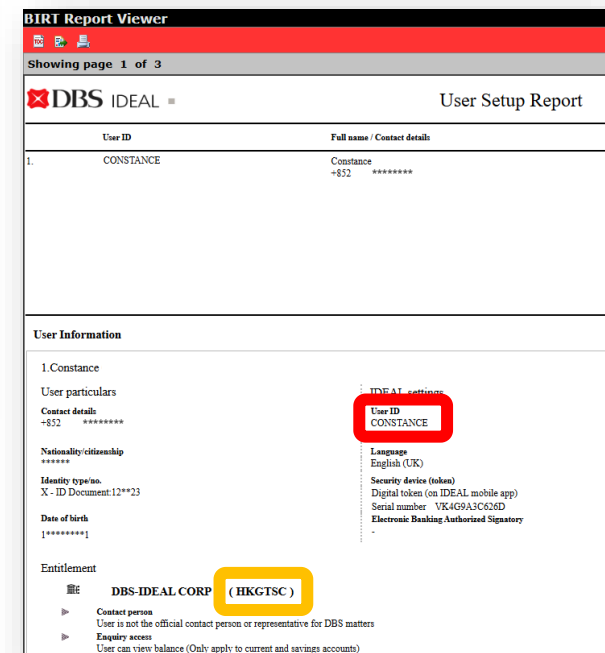 BIRT Report Viewer
Showing page 1 of 3
DBS IDEAL
User Setup Report
User ID Full name / Contact details
1. CONSTANCE Constance
+852 ********
User Information
1.Constance
User particulars
IDEAL settings
Contact details
+852 ********
User ID
CONSTANCE
Nationality/citizenship
******
Language
English (UK)
Identity type/no.
X - ID Document:12**23
Security device (token)
Digital token (on IDEAL mobile app)
Serial number VK4G9A3C626D
Date of birth
1********1
Electronic Banking Authorized Signatory
-
Entitlement
DBS-IDEAL CORP ( HKGTSC )
Contact person
User is not the official contact person or representative for DBS matters
Enquiry access
User can view balance (Only apply to current and savings accounts)